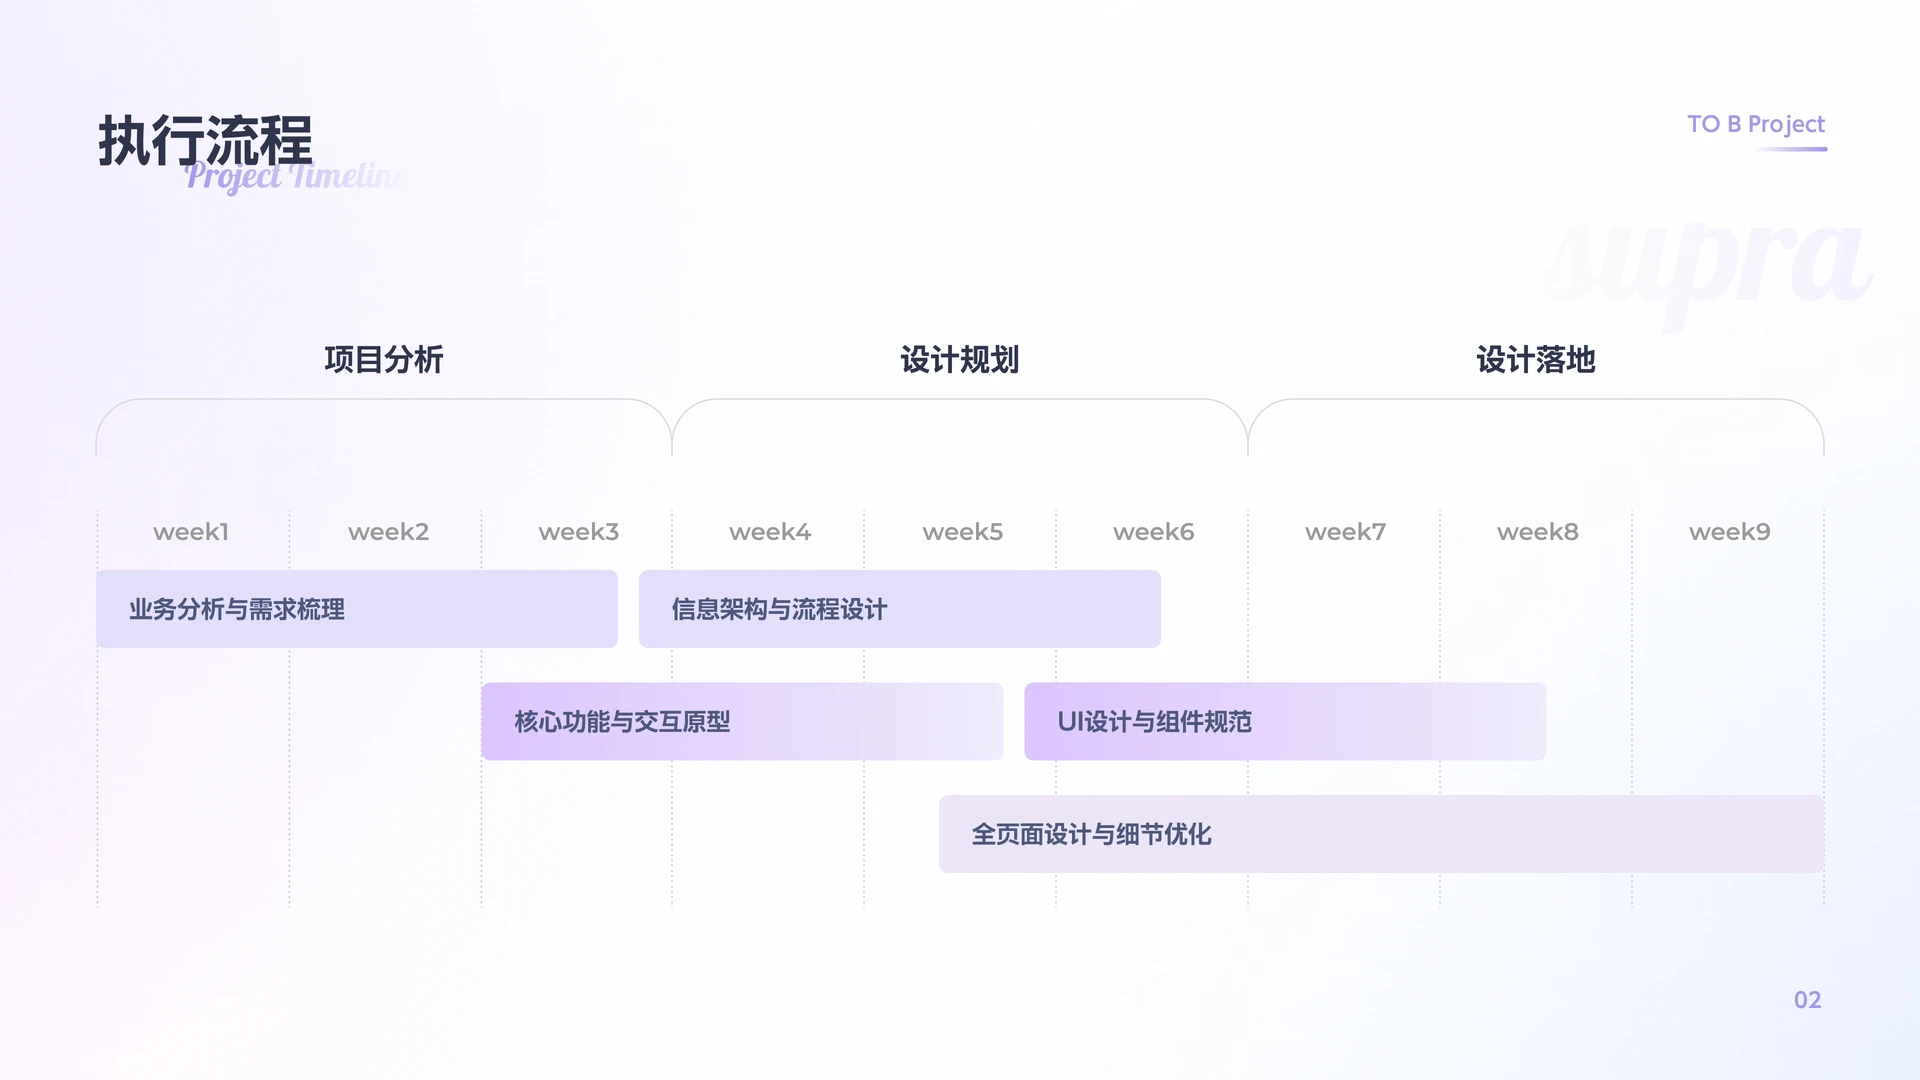 执行流程
Project Timeline
TO B Project
supra
项目分析
设计规划
设计落地
week1
week2
week3
week4
week5
week6
week7
week8
week9
业务分析与需求梳理
信息架构与流程设计
核心功能与交互原型
UI设计与组件规范
全页面设计与细节优化
02